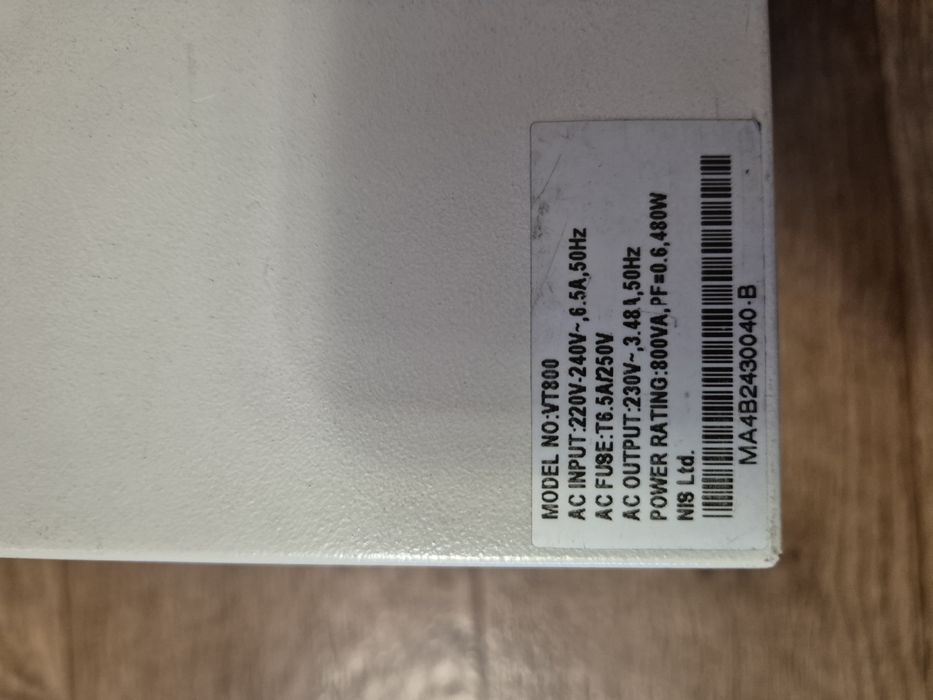 MODEL NO:VT800
AC INPUT:220V-240V~,6.5A,50Hz
AC FUSE:T6.5A/250V
AC OUTPUT:230V~,3.48A,50Hz
POWER RATING:800VA,PF=0.6,480W
NIS Ltd.
MA4B2430040-B